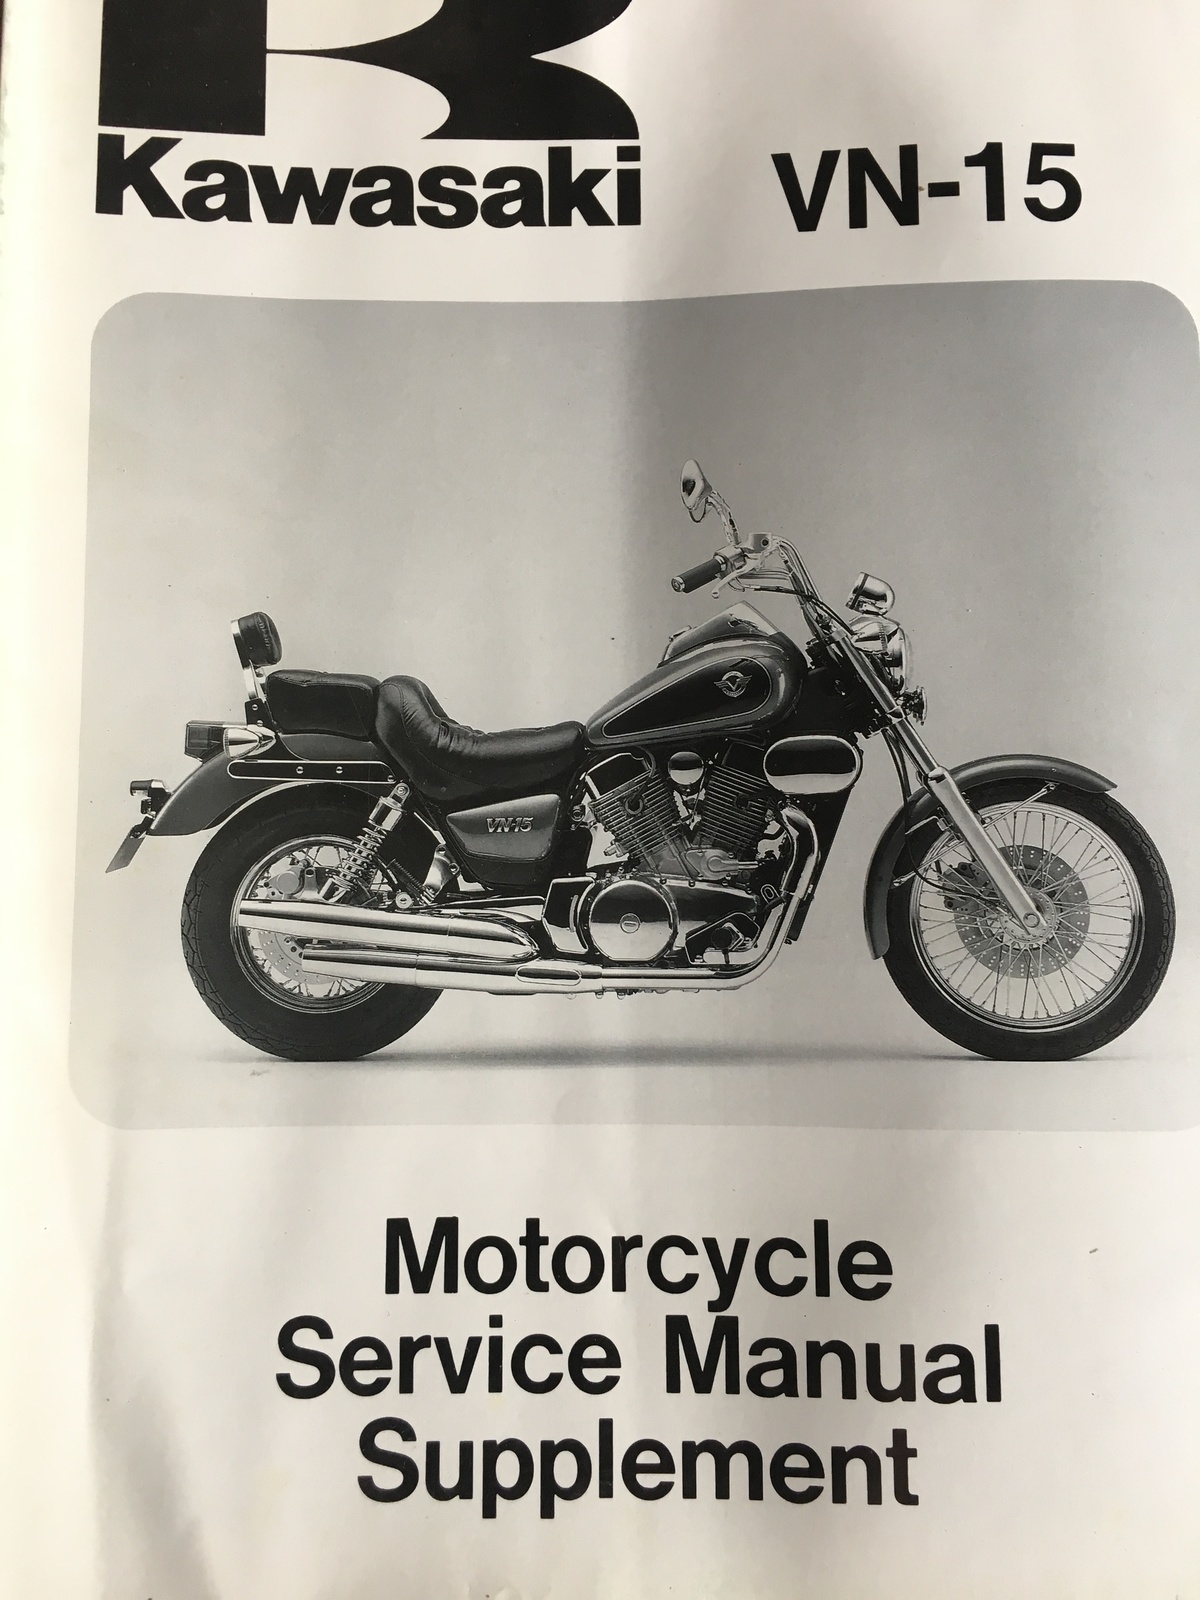 Kawasaki
VN-15
VN-15
Motorcycle
Service Manual
Supplement